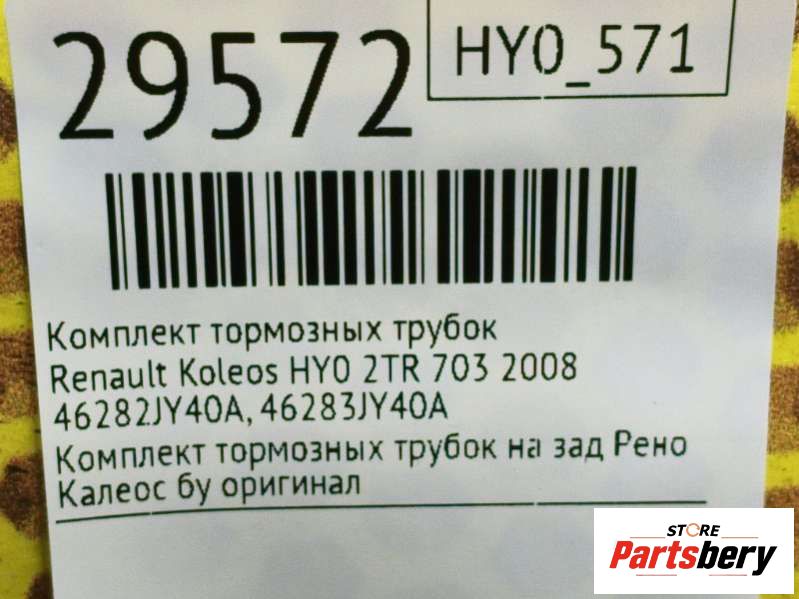 29572
HY0_571
Комплект тормозных трубок
Renault Koleos HY0 2TR 703 2008
46282JY40A, 46283JY40A
Комплект тормозных трубок на зад Рено
Калеос бу оригинал
STORE
Partsbery